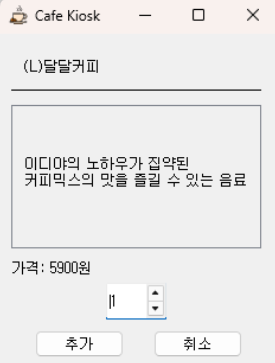 Cafe Kiosk
(L)달달커피
이디야의 노하우가 집약된
커피믹스의 맛을 즐길 수 있는 음료
가격: 5900원
1
추가 취소